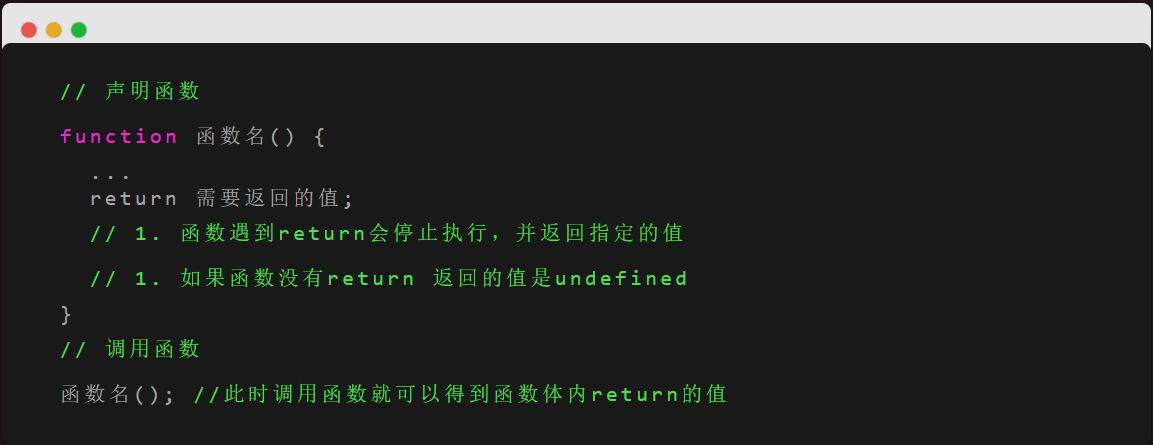 // 声明函数
function 函数名() {
...
return 需要返回的值;
// 1. 函数遇到return会停止执行，并返回指定的值
// 1. 如果函数没有return 返回的值是undefined
}
// 调用函数
函数名(); //此时调用函数就可以得到函数体内return的值